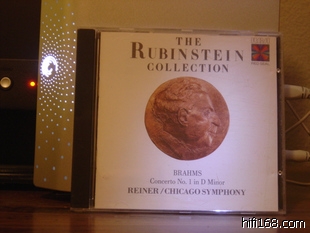 THE
RUBINSTEIN
COLLECTION
BRAHMS
Concerto No. 1 in D Minor
REINER/CHICAGO SYMPHONY
hifi168.com